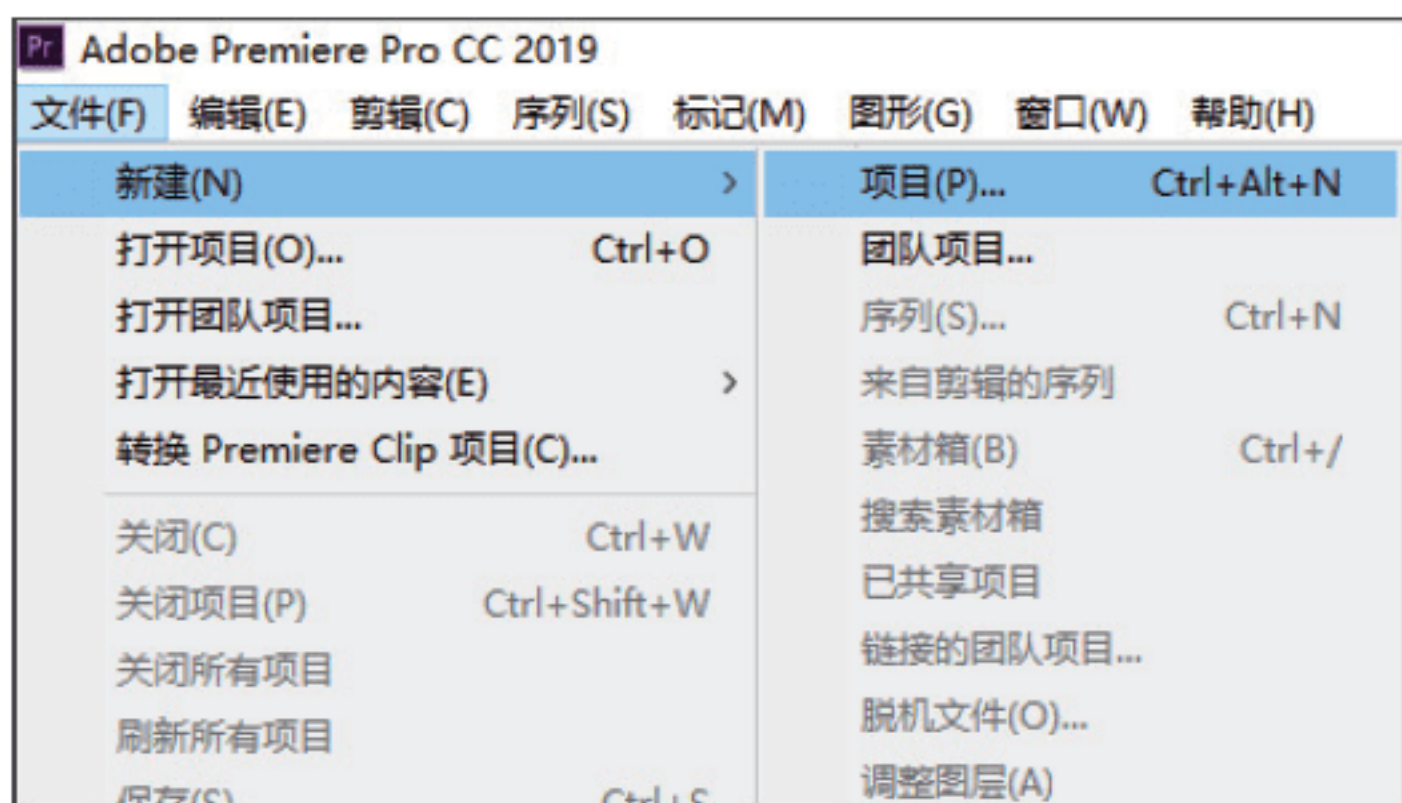 Pr Adobe Premiere Pro CC 2019
文件(F) 编辑(E) 剪辑(C) 序列(S) 标记(M) 图形(G) 窗口(W) 帮助(H)
新建(N) >
打开项目(O)... Ctrl+O
打开团队项目...
打开最近使用的内容(E) >
转换 Premiere Clip 项目(C)...
关闭(C) Ctrl+W
关闭项目(P) Ctrl+Shift+W
关闭所有项目
刷新所有项目
保存(S) Ctrl+S
项目(P)... Ctrl+Alt+N
团队项目...
序列(S)... Ctrl+N
来自剪辑的序列
素材箱(B) Ctrl+/
搜索素材箱
已共享项目
链接的团队项目...
脱机文件(O)...
调整图层(A)